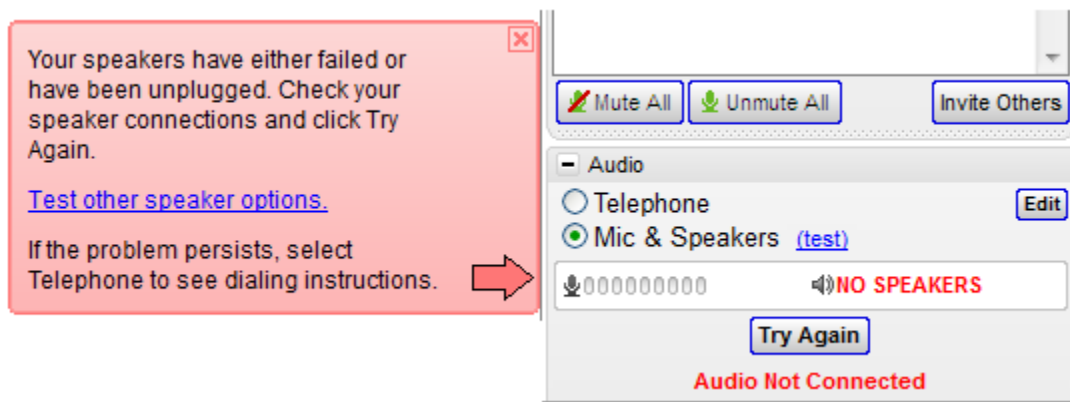 Your speakers have either failed or
have been unplugged. Check your
speaker connections and click Try
Again.
Test other speaker options.
If the problem persists, select
Telephone to see dialing instructions.
Mute All Unmute All Invite Others
Audio
Telephone Edit
Mic & Speakers (test)
000000000 NO SPEAKERS
Try Again
Audio Not Connected